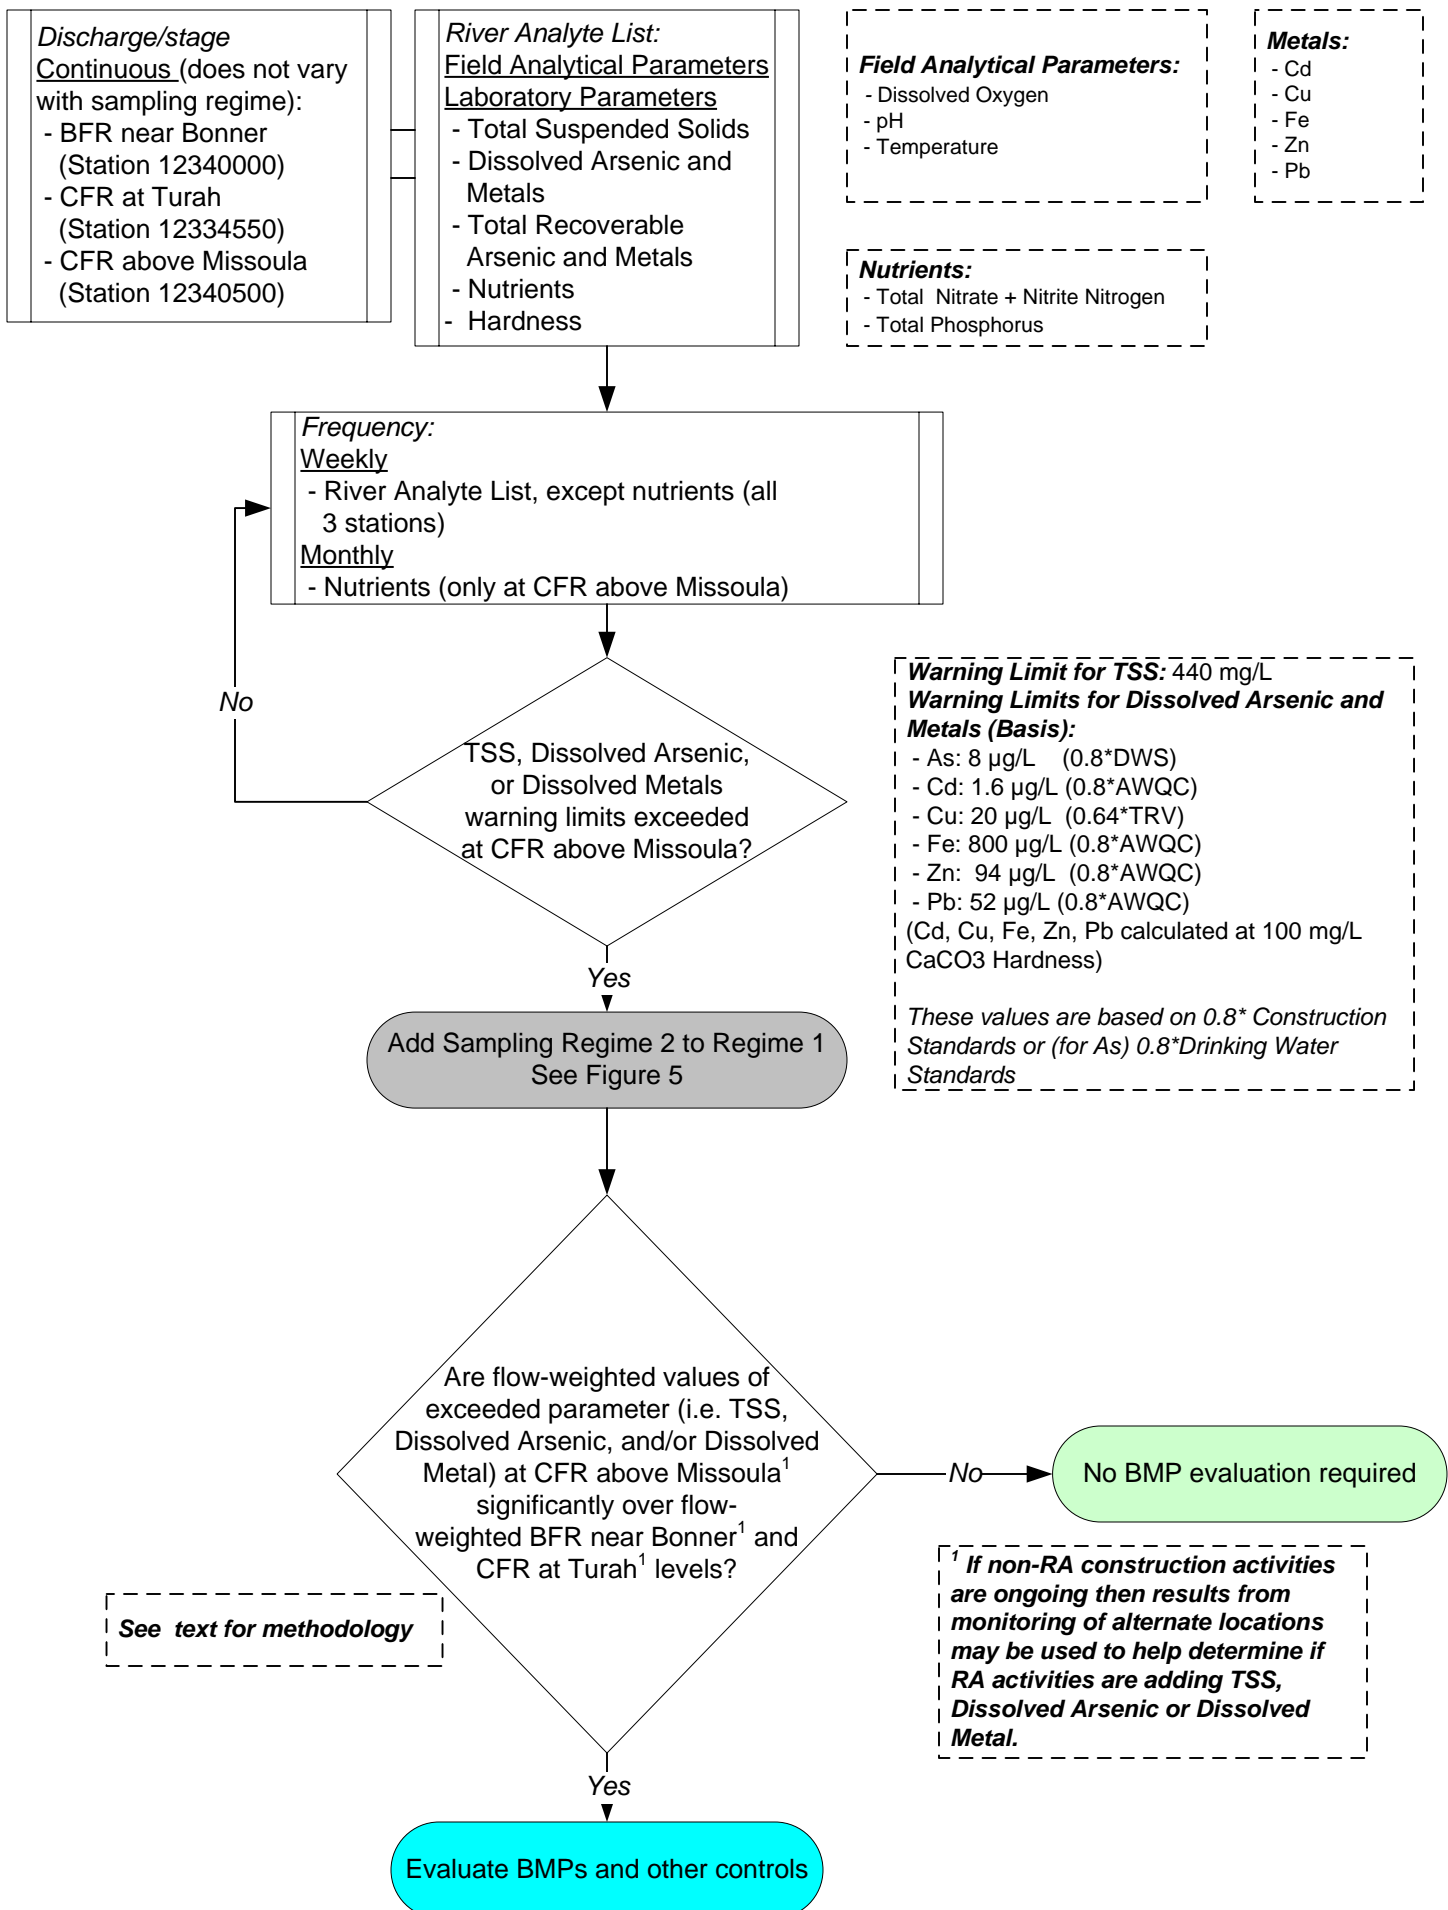 Discharge/stage
Continuous (does not vary
with sampling regime):
- BFR near Bonner
(Station 12340000)
- CFR at Turah
(Station 12334550)
- CFR above Missoula
(Station 12340500)
River Analyte List:
Field Analytical Parameters
Laboratory Parameters
- Total Suspended Solids
- Dissolved Arsenic and
Metals
- Total Recoverable
Arsenic and Metals
- Nutrients
- Hardness
Field Analytical Parameters:
- Dissolved Oxygen
- pH
- Temperature
Metals:
- Cd
- Cu
- Fe
- Zn
- Pb
Nutrients:
- Total Nitrate + Nitrite Nitrogen
- Total Phosphorus
Frequency:
Weekly
- River Analyte List, except nutrients (all
3 stations)
Monthly
- Nutrients (only at CFR above Missoula)
No
TSS, Dissolved Arsenic,
or Dissolved Metals
warning limits exceeded
at CFR above Missoula?
Warning Limit for TSS: 440 mg/L
Warning Limits for Dissolved Arsenic and
Metals (Basis):
- As: 8 µg/L (0.8*DWS)
- Cd: 1.6 µg/L (0.8*AWQC)
- Cu: 20 µg/L (0.64*TRV)
- Fe: 800 µg/L (0.8*AWQC)
- Zn: 94 µg/L (0.8*AWQC)
- Pb: 52 µg/L (0.8*AWQC)
(Cd, Cu, Fe, Zn, Pb calculated at 100 mg/L
CaCO3 Hardness)
These values are based on 0.8* Construction
Standards or (for As) 0.8*Drinking Water
Standards
Yes
Add Sampling Regime 2 to Regime 1
See Figure 5
Are flow-weighted values of
exceeded parameter (i.e. TSS,
Dissolved Arsenic, and/or Dissolved
Metal) at CFR above Missoula¹
significantly over flow-
weighted BFR near Bonner¹ and
CFR at Turah¹ levels?
No
No BMP evaluation required
¹ If non-RA construction activities
are ongoing then results from
monitoring of alternate locations
may be used to help determine if
RA activities are adding TSS,
Dissolved Arsenic or Dissolved
Metal.
See text for methodology
Yes
Evaluate BMPs and other controls